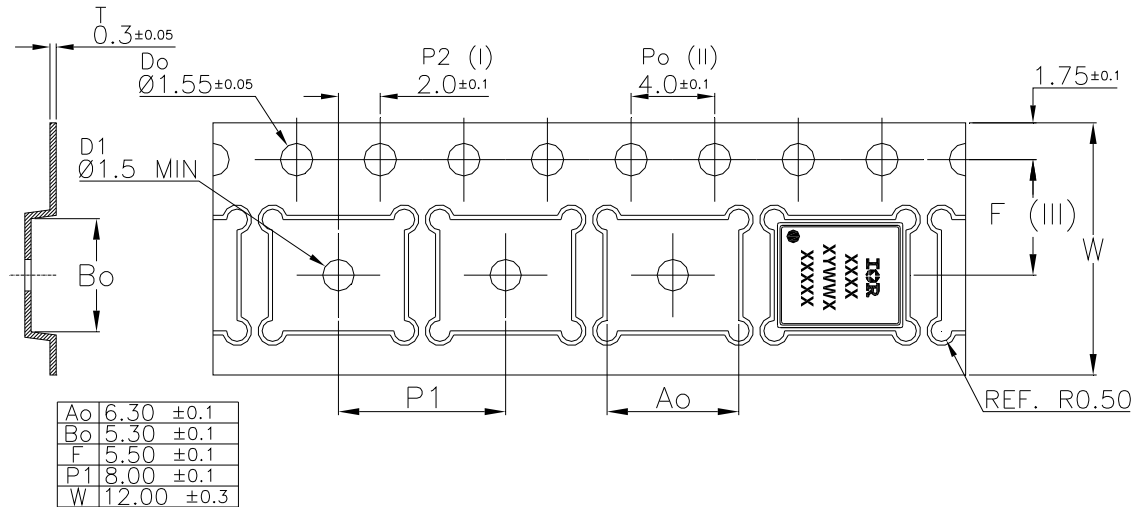 T
0.3±0.05
Do
Ø1.55±0.05
P2 (I)
2.0±0.1
Po (II)
4.0±0.1
1.75±0.1
D1
Ø1.5 MIN
F (III)
W
Bo
IOR
XXXX
XYWWX
XXXXX
P1
Ao
REF. R0.50
Ao 6.30 ±0.1
Bo 5.30 ±0.1
F 5.50 ±0.1
P1 8.00 ±0.1
W 12.00 ±0.3